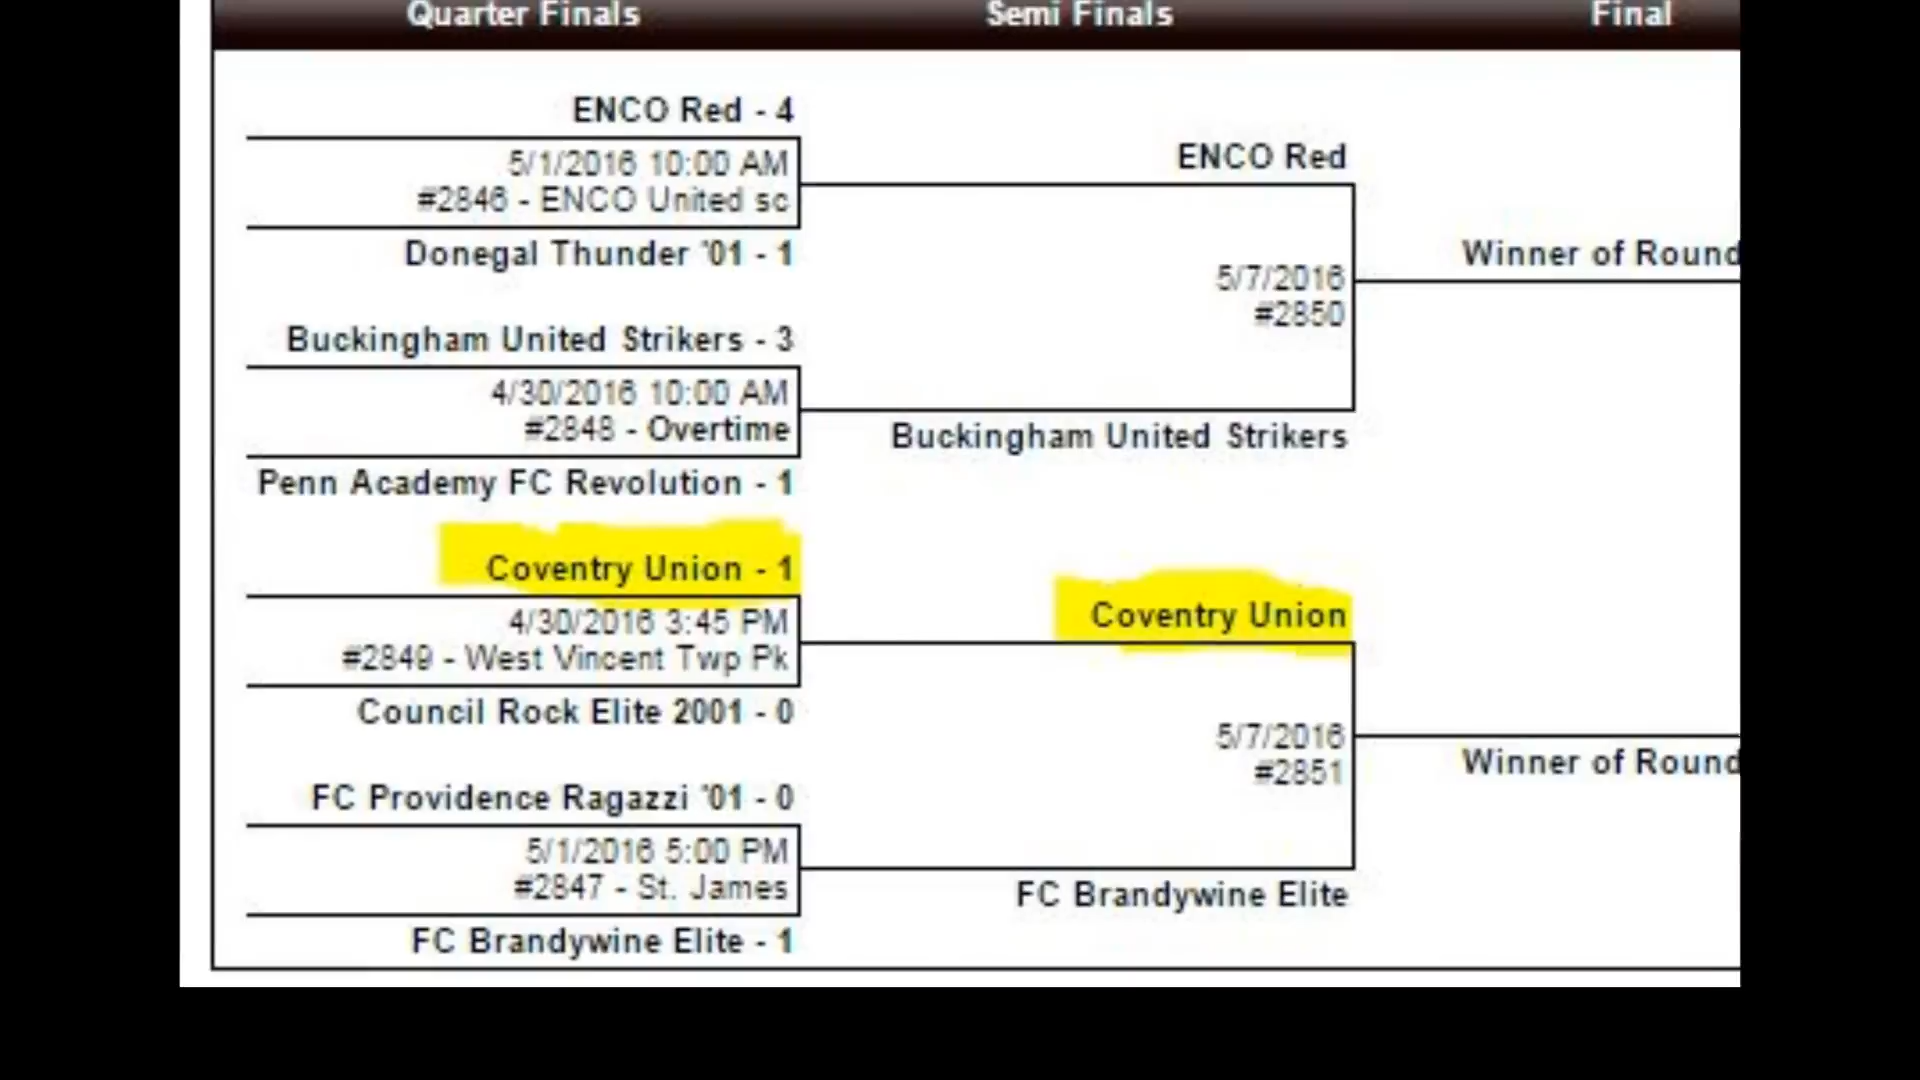 Quarter Finals
Semi Finals
Final
ENCO Red - 4
5/1/2016 10:00 AM
#2846 - ENCO United sc
Donegal Thunder '01 - 1
Buckingham United Strikers - 3
4/30/2016 10:00 AM
#2848 - Overtime
Penn Academy FC Revolution - 1
Coventry Union - 1
4/30/2016 3:45 PM
#2849 - West Vincent Twp Pk
Council Rock Elite 2001 - 0
FC Providence Ragazzi '01 - 0
5/1/2016 5:00 PM
#2847 - St. James
FC Brandywine Elite - 1
ENCO Red
5/7/2016
#2850
Buckingham United Strikers
Coventry Union
5/7/2016
#2851
FC Brandywine Elite
Winner of Round
Winner of Round